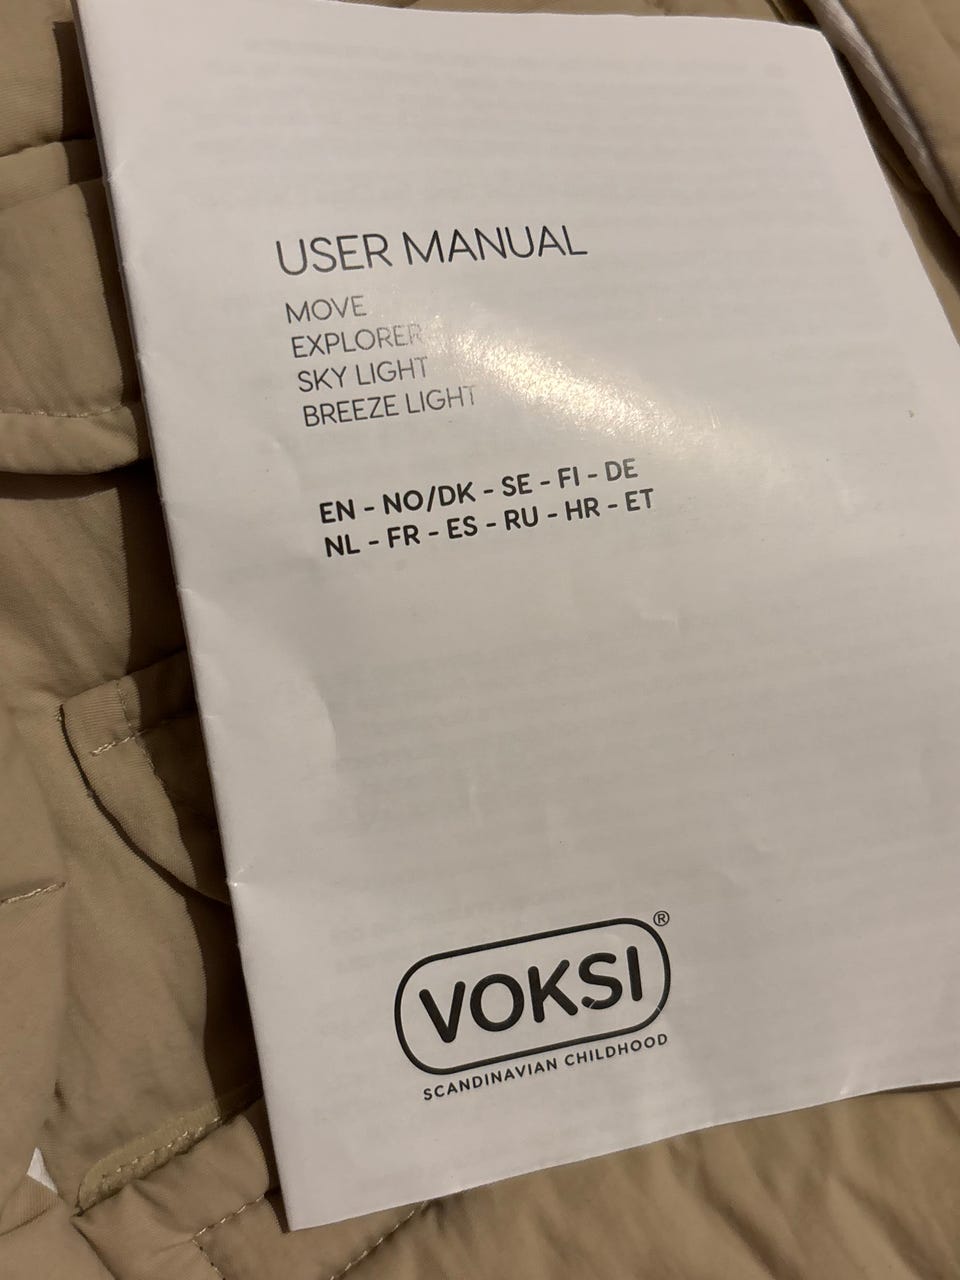 USER MANUAL
MOVE
EXPLORER
SKY LIGHT
BREEZE LIGHT
EN - NO/DK - SE - FI - DE
NL - FR - ES - RU - HR - ET
VOKSI®
SCANDINAVIAN CHILDHOOD